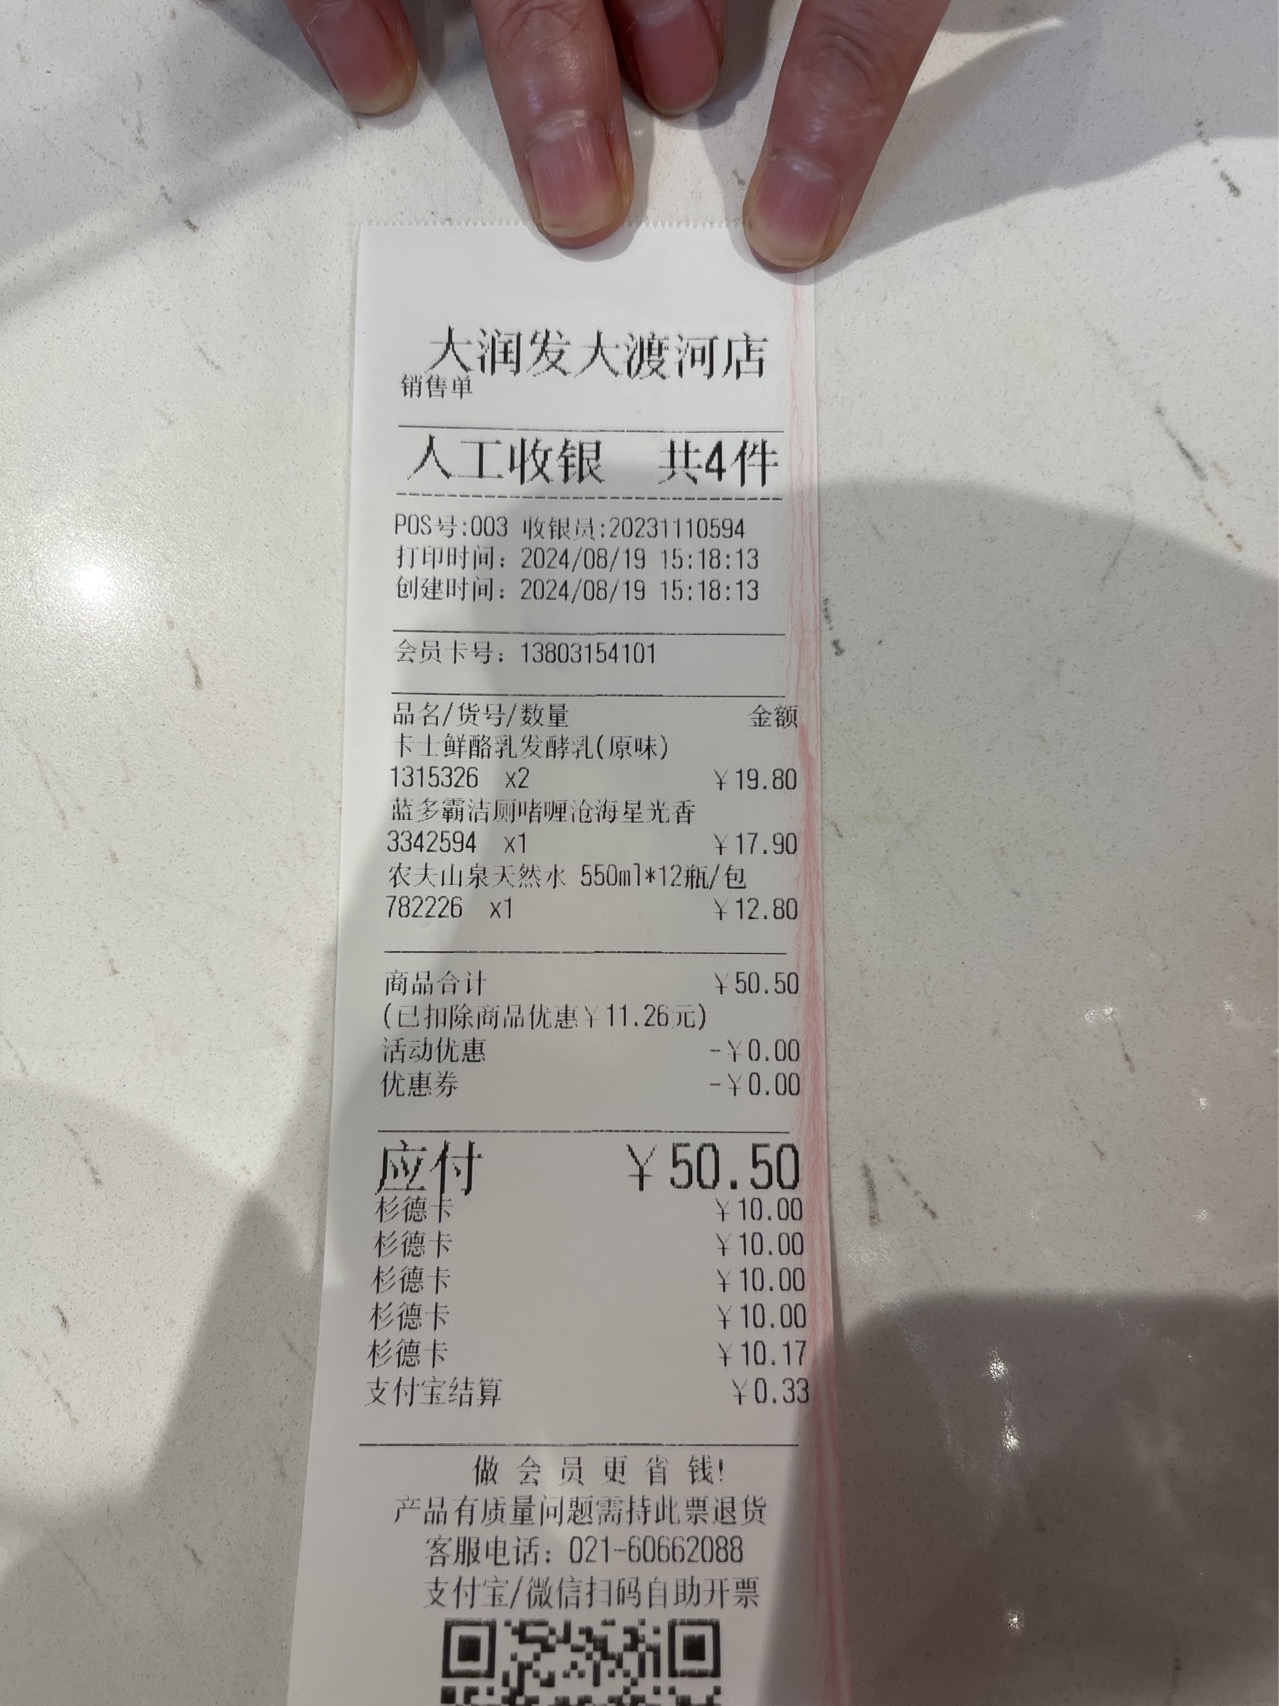 大润发大渡河店
销售单
人工收银 共4件
POS号:003 收银员:20231110594
打印时间：2024/08/19 15:18:13
创建时间：2024/08/19 15:18:13
会员卡号：13803154101
品名/货号/数量 金额
卡士鲜酪乳发酵乳(原味)
1315326 x2 ￥19.80
蓝多霸洁厕啫喱沧海星光香
3342594 x1 ￥17.90
农夫山泉天然水 550ml*12瓶/包
782226 x1 ￥12.80
商品合计 ￥50.50
(已扣除商品优惠￥11.26元)
活动优惠 -￥0.00
优惠券 -￥0.00
应付 ￥50.50
杉德卡 ￥10.00
杉德卡 ￥10.00
杉德卡 ￥10.00
杉德卡 ￥10.00
杉德卡 ￥10.17
支付宝结算 ￥0.33
做会员更省钱!
产品有质量问题需持此票退货
客服电话：021-60662088
支付宝/微信扫码自助开票